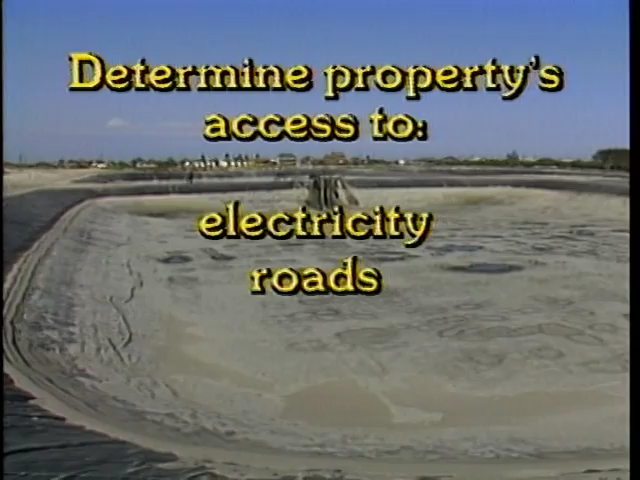 Determine property's
access to:
electricity
roads